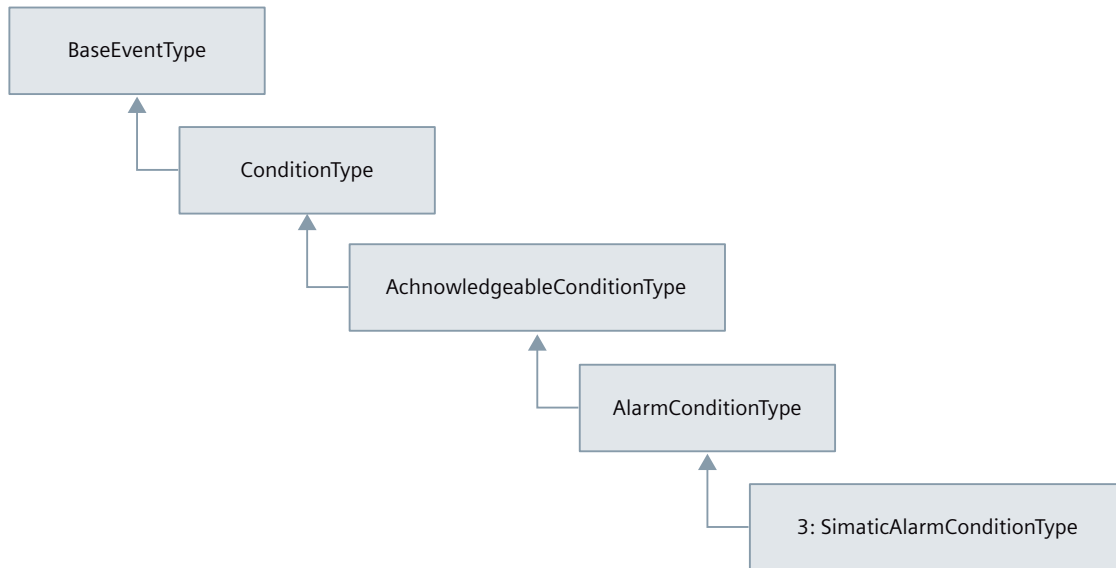 BaseEventType
ConditionType
AchnowledgeableConditionType
AlarmConditionType
3: SimaticAlarmConditionType